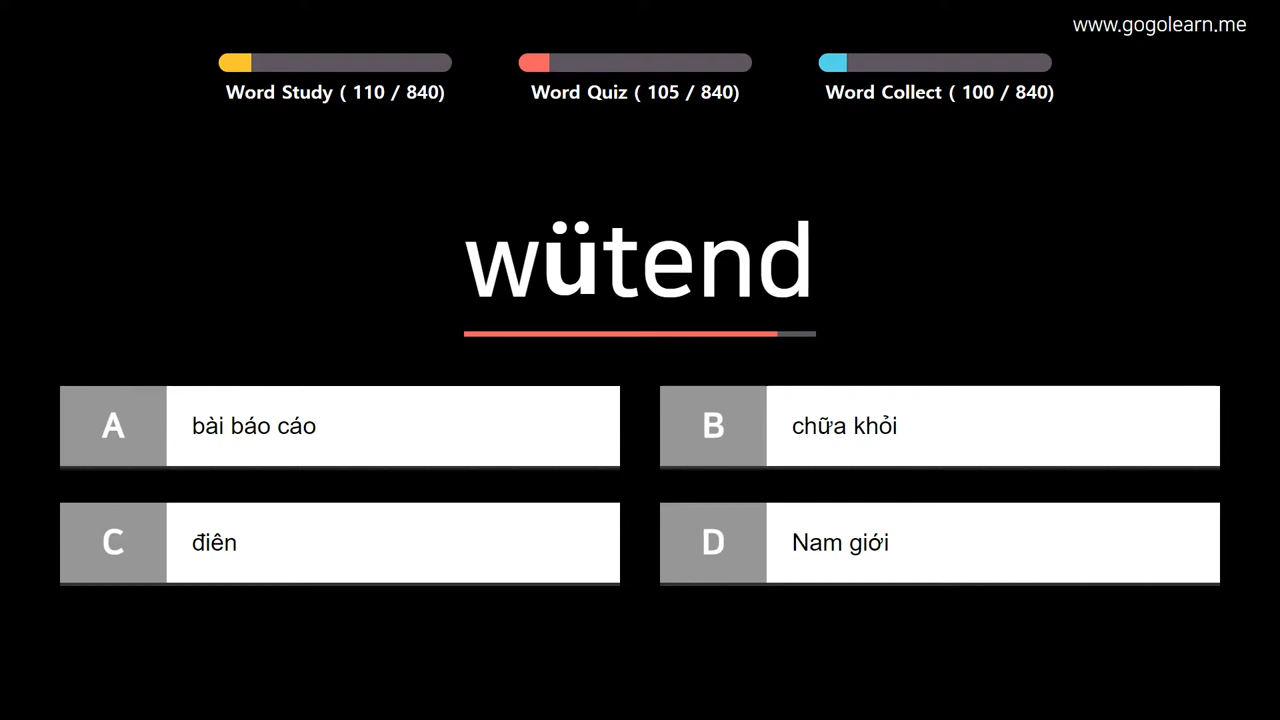 www.gogolearn.me
Word Study ( 110 / 840)
Word Quiz ( 105 / 840)
Word Collect ( 100 / 840)
wütend
A bài báo cáo
B chữa khỏi
C điên
D Nam giới